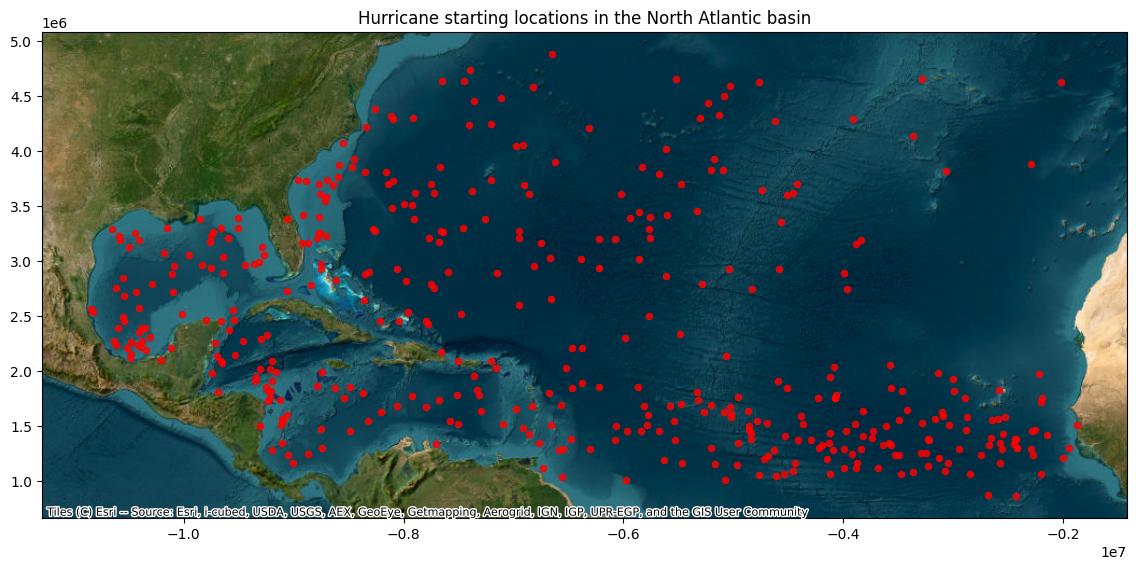 Hurricane starting locations in the North Atlantic basin
1e6
5.0
4.5
4.0
3.5
3.0
2.5
2.0
1.5
1.0
Tiles (C) Esri -- Source: Esri, i-cubed, USDA, USGS, AEX, GeoEye, Getmapping, Aerogrid, IGN, IGP, UPR-EGP, and the GIS User Community
−1.0 −0.8 −0.6 −0.4 −0.2
1e7